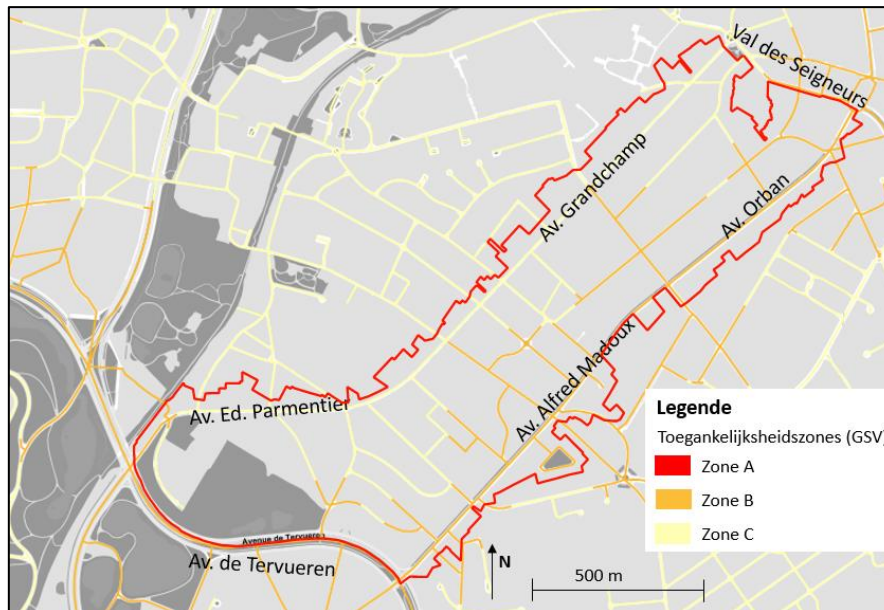 Val des Seigneurs
Av. Grandchamp
Av. Orban
Av. Alfred Madoux
Av. Ed. Parmentier
Avenue de Tervueren
Av. de Tervueren
N
500 m
Legende
Toegankelijksheidszones (GSV)
Zone A
Zone B
Zone C